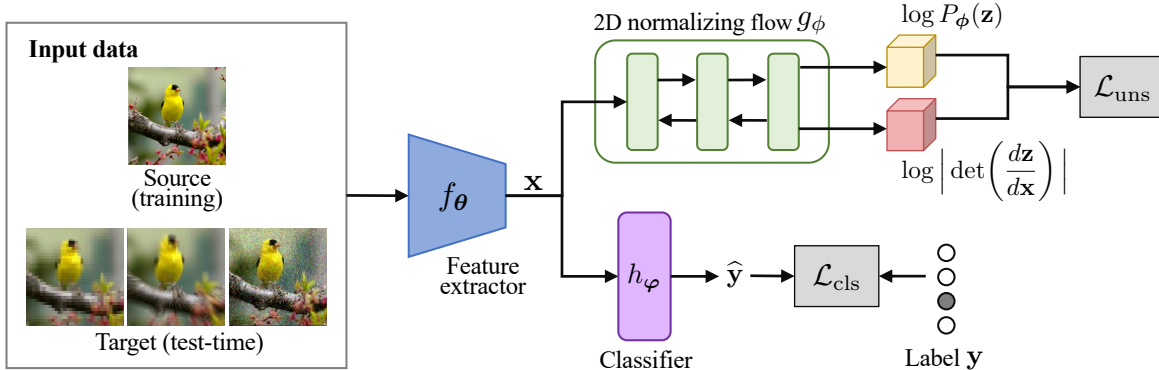 Input data
Source
(training)
Target (test-time)
f_θ
Feature
extractor
x
2D normalizing flow g_ϕ
log P_ϕ(z)
log | det ( dz/dx ) |
ℒ_uns
h_φ
Classifier
ŷ
ℒ_cls
Label y